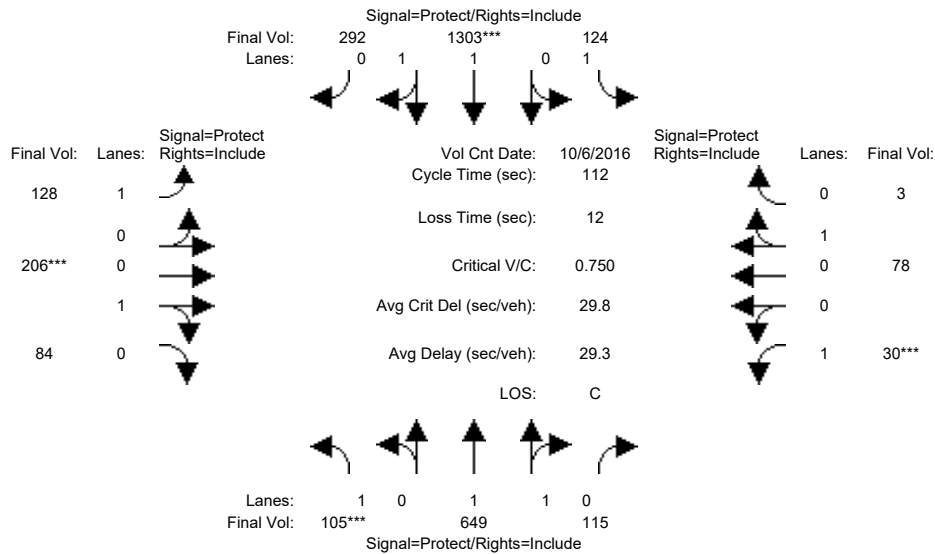 Signal=Protect/Rights=Include
Final Vol: 292 1303*** 124
Lanes: 0 1 1 0 1
Signal=Protect
Final Vol: Lanes: Rights=Include
Vol Cnt Date: 10/6/2016
Signal=Protect
Rights=Include Lanes: Final Vol:
Cycle Time (sec): 112
128 1
0 3
Loss Time (sec): 12
0
1
206*** 0
Critical V/C: 0.750
0 78
1
Avg Crit Del (sec/veh): 29.8
0
84 0
Avg Delay (sec/veh): 29.3
1 30***
LOS: C
Lanes: 1 0 1 1 0
Final Vol: 105*** 649 115
Signal=Protect/Rights=Include